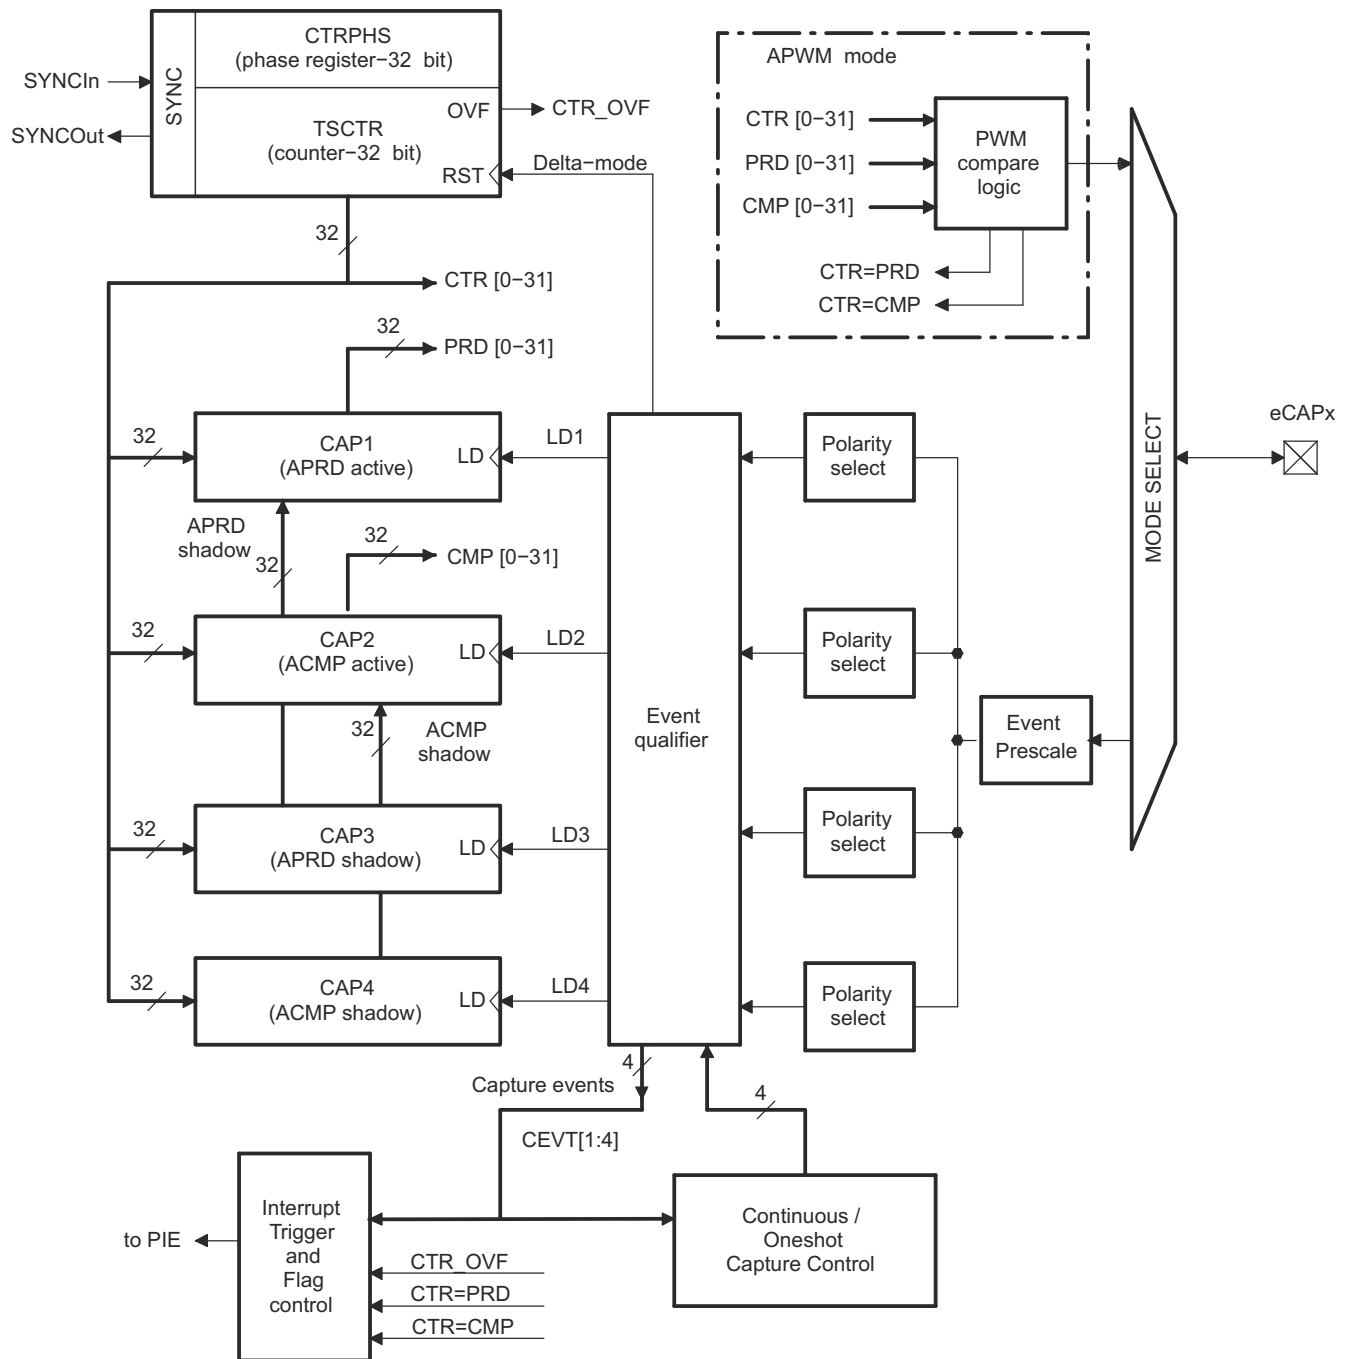 CTRPHS
(phase register−32 bit)
APWM mode
SYNCIn
SYNC
OVF
CTR_OVF
SYNCOut
TSCTR
(counter−32 bit)
RST
Delta−mode
CTR [0−31]
PRD [0−31]
CMP [0−31]
PWM
compare
logic
CTR=PRD
CTR=CMP
32
CTR [0−31]
32
PRD [0−31]
32
CAP1
(APRD active)
LD
LD1
Polarity
select
eCAPx
MODE SELECT
APRD
shadow
32
32
CMP [0−31]
32
CAP2
(ACMP active)
LD
LD2
Polarity
select
32
ACMP
shadow
Event
qualifier
Event
Prescale
32
CAP3
(APRD shadow)
LD
LD3
Polarity
select
32
CAP4
(ACMP shadow)
LD
LD4
Polarity
select
4
Capture events
4
CEVT[1:4]
to PIE
Interrupt
Trigger
and
Flag
control
CTR_OVF
CTR=PRD
CTR=CMP
Continuous /
Oneshot
Capture Control